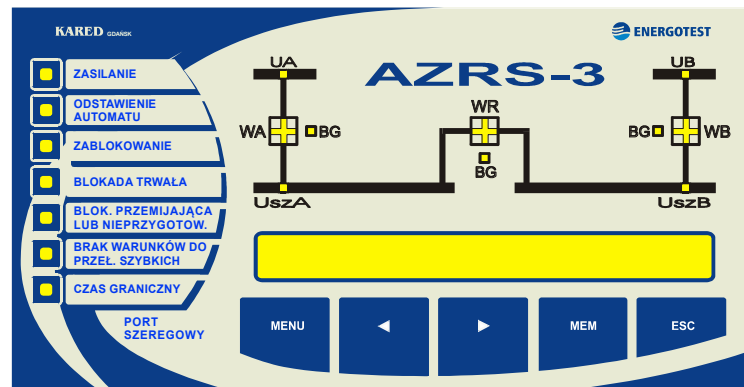 KARED GDAŃSK
ENERGOTEST
ZASILANIE
ODSTAWIENIE
AUTOMATU
ZABLOKOWANIE
BLOKADA TRWAŁA
BLOK. PRZEMIJAJĄCA
LUB NIEPRZYGOTOW.
BRAK WARUNKÓW DO
PRZEŁ. SZYBKICH
CZAS GRANICZNY
PORT
SZEREGOWY
UA
AZRS-3
UB
WR
WA
BG
BG
WB
BG
UszA
UszB
MENU
MEM
ESC